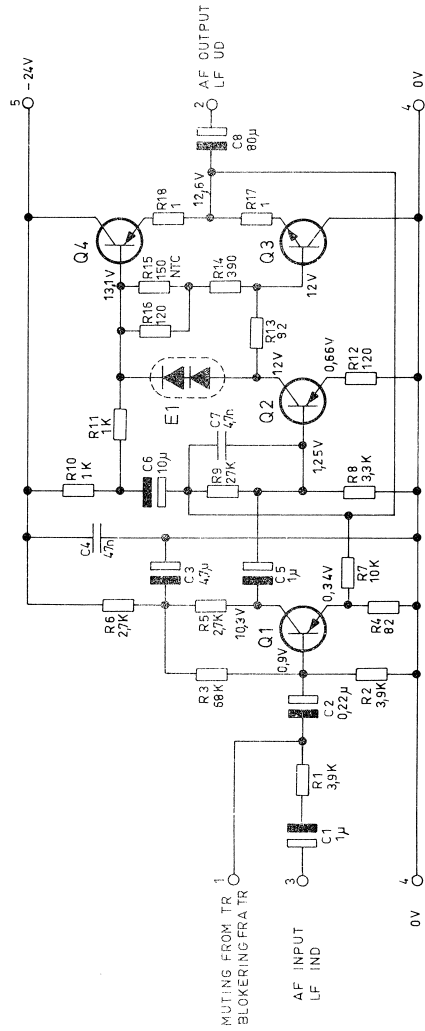 5
-24V
Q4
13,1V
R18
1
12,6V
2
AF OUTPUT
LF UD
C8
80µ
R17
1
Q3
12V
4
0V
R15
150
NTC
R16
120
R14
390
R13
92
E1
R11
1K
R10
1K
C6
10µ
C7
47n
R9
27K
12V
Q2
0,66V
R12
120
1,25V
R8
3,3K
C4
47n
C3
4,7µ
C5
1µ
R6
2,7K
R5
2,7K
10,3V
Q1
0,34V
R7
10K
R4
82
0,9V
R3
68K
R2
3,9K
C2
0,22µ
R1
3,9K
C1
1µ
1
MUTING FROM TR
BLOKERING FRA TR
3
AF INPUT
LF IND
4
0V